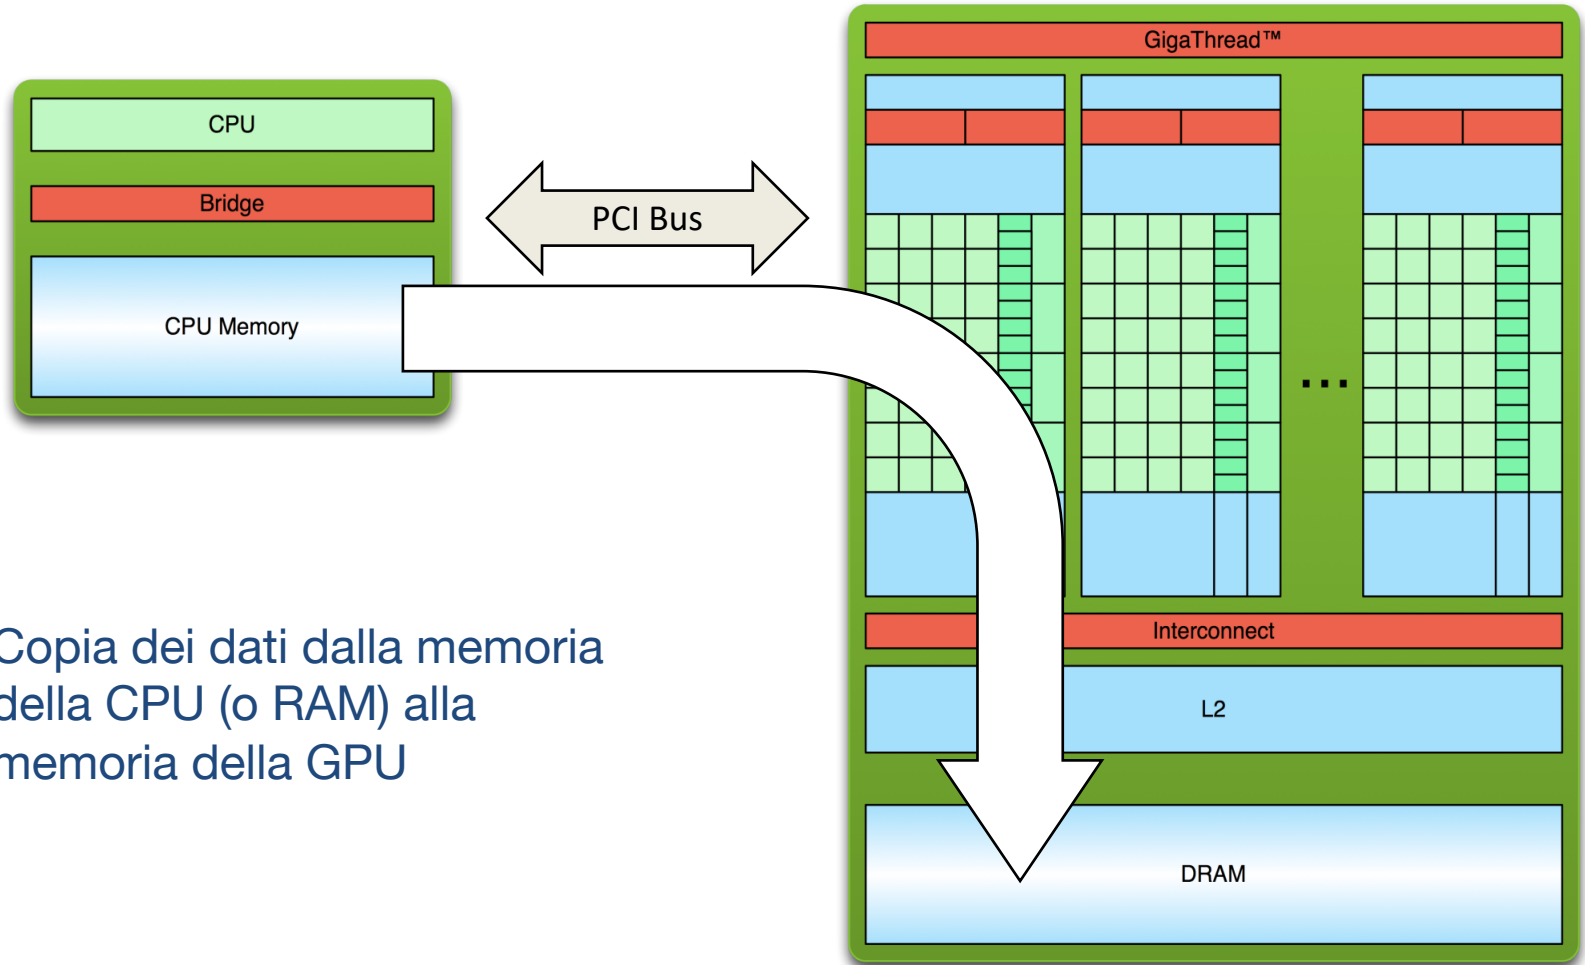 GigaThread™
CPU
Bridge
PCI Bus
CPU Memory
...
Copia dei dati dalla memoria
della CPU (o RAM) alla
memoria della GPU
Interconnect
L2
DRAM